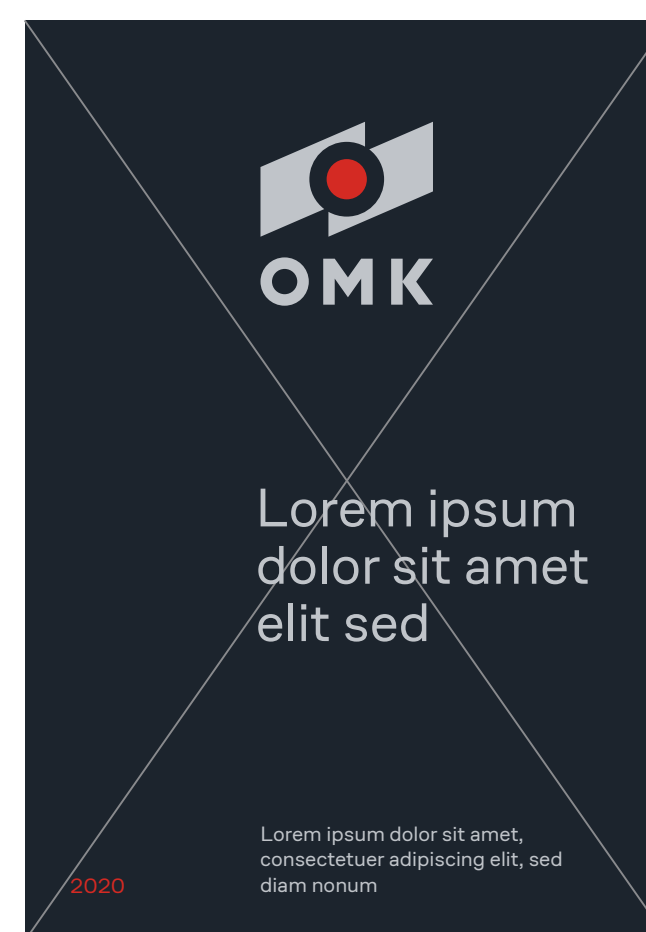 OMK
Lorem ipsum
dolor sit amet
elit sed
Lorem ipsum dolor sit amet,
consectetuer adipiscing elit, sed
diam nonum
2020